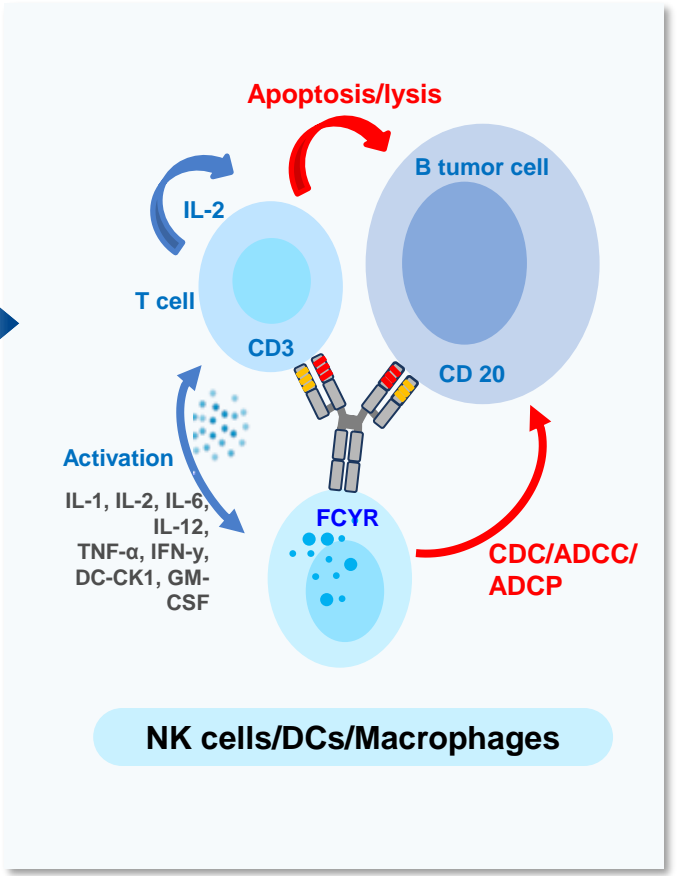 Apoptosis/lysis
B tumor cell
IL-2
T cell
CD3
CD 20
Activation
IL-1, IL-2, IL-6,
IL-12,
TNF-α, IFN-y,
DC-CK1, GM-
CSF
FCYR
CDC/ADCC/
ADCP
NK cells/DCs/Macrophages